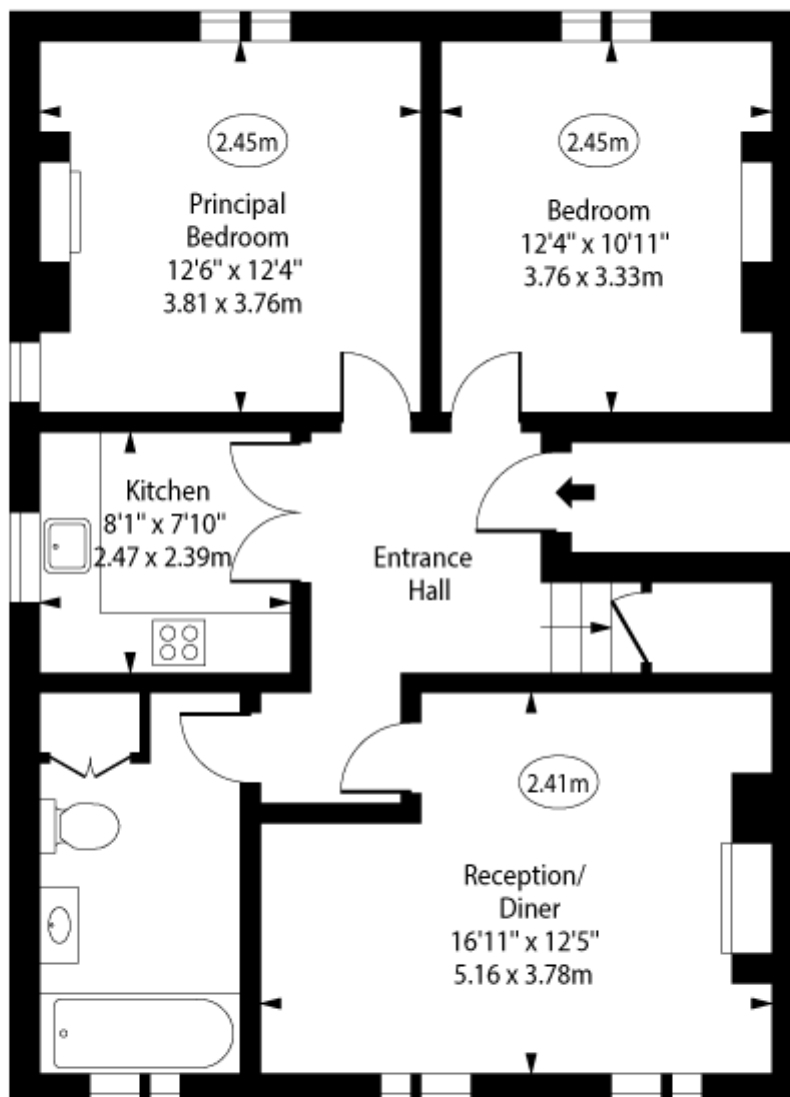 2.45m
Principal
Bedroom
12'6" x 12'4"
3.81 x 3.76m
2.45m
Bedroom
12'4" x 10'11"
3.76 x 3.33m
Kitchen
8'1" x 7'10"
2.47 x 2.39m
Entrance
Hall
2.41m
Reception/
Diner
16'11" x 12'5"
5.16 x 3.78m